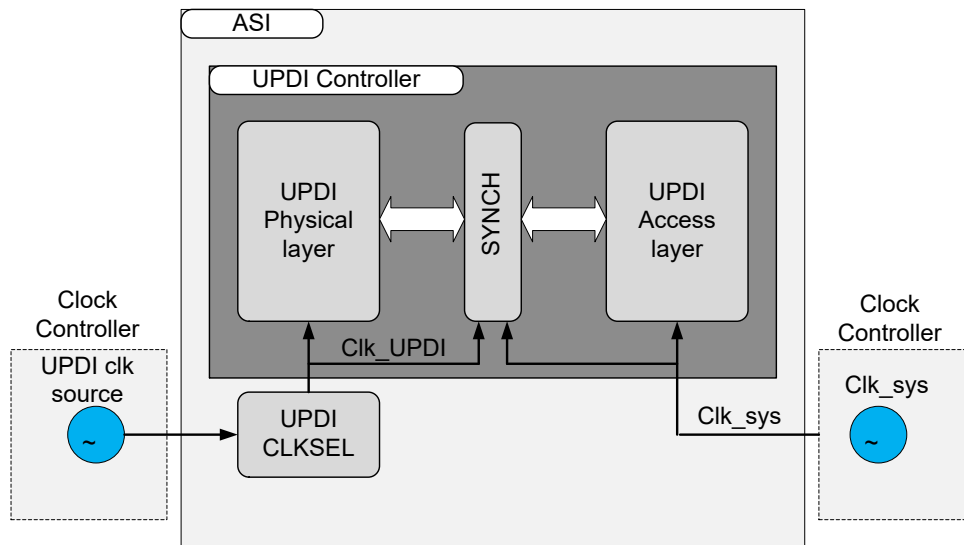 ASI
UPDI Controller
UPDI
Physical
layer
SYNCH
UPDI
Access
layer
Clock
Controller
UPDI clk
source
~
Clk_UPDI
UPDI
CLKSEL
Clk_sys
Clock
Controller
Clk_sys
~